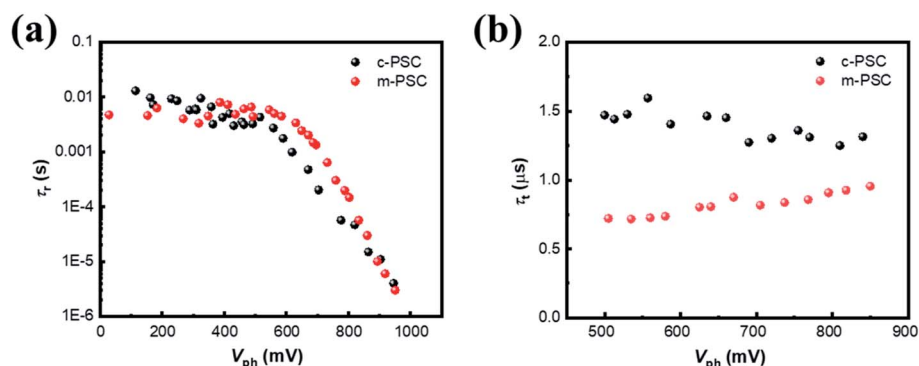 (a)
0.1
0.01
0.001
1E-4
1E-5
1E-6
τr (s)
c-PSC
m-PSC
0 200 400 600 800 1000
Vph (mV)
(b)
2.0
1.5
1.0
0.5
0.0
τt (μs)
c-PSC
m-PSC
500 600 700 800 900
Vph (mV)